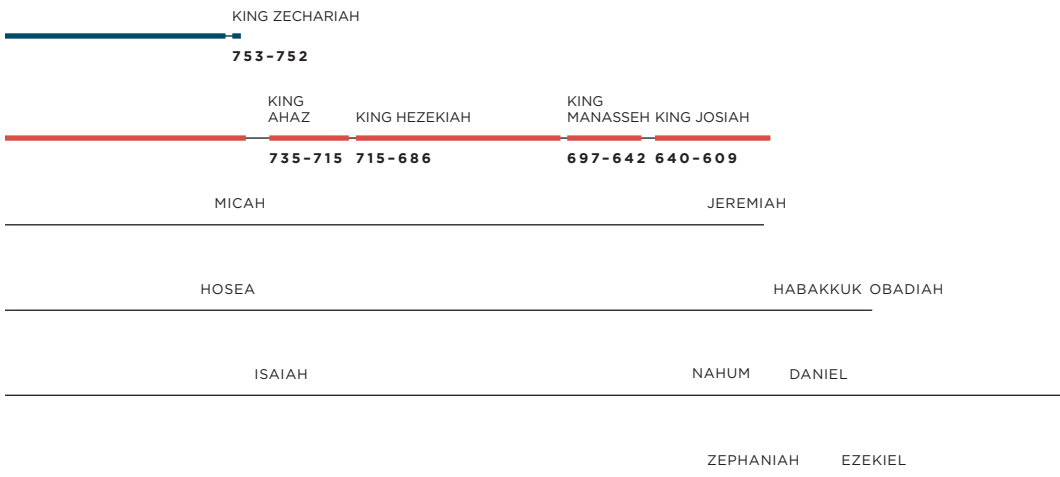 KING ZECHARIAH
753–752
KING
AHAZ
KING HEZEKIAH
KING
MANASSEH
KING JOSIAH
735–715
715–686
697–642
640–609
MICAH
JEREMIAH
HOSEA
HABAKKUK
OBADIAH
ISAIAH
NAHUM
DANIEL
ZEPHANIAH
EZEKIEL